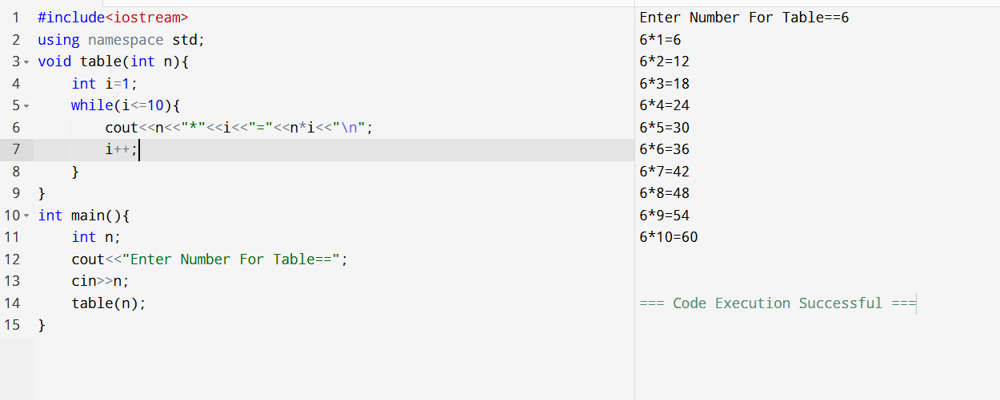 1 #include<iostream>
2 using namespace std;
3 void table(int n){
4     int i=1;
5     while(i<=10){
6         cout<<n<<"*"<<i<<"="<<n*i<<"\n";
7         i++;
8     }
9 }
10 int main(){
11     int n;
12     cout<<"Enter Number For Table==";
13     cin>>n;
14     table(n);
15 }
Enter Number For Table==6
6*1=6
6*2=12
6*3=18
6*4=24
6*5=30
6*6=36
6*7=42
6*8=48
6*9=54
6*10=60
=== Code Execution Successful ===